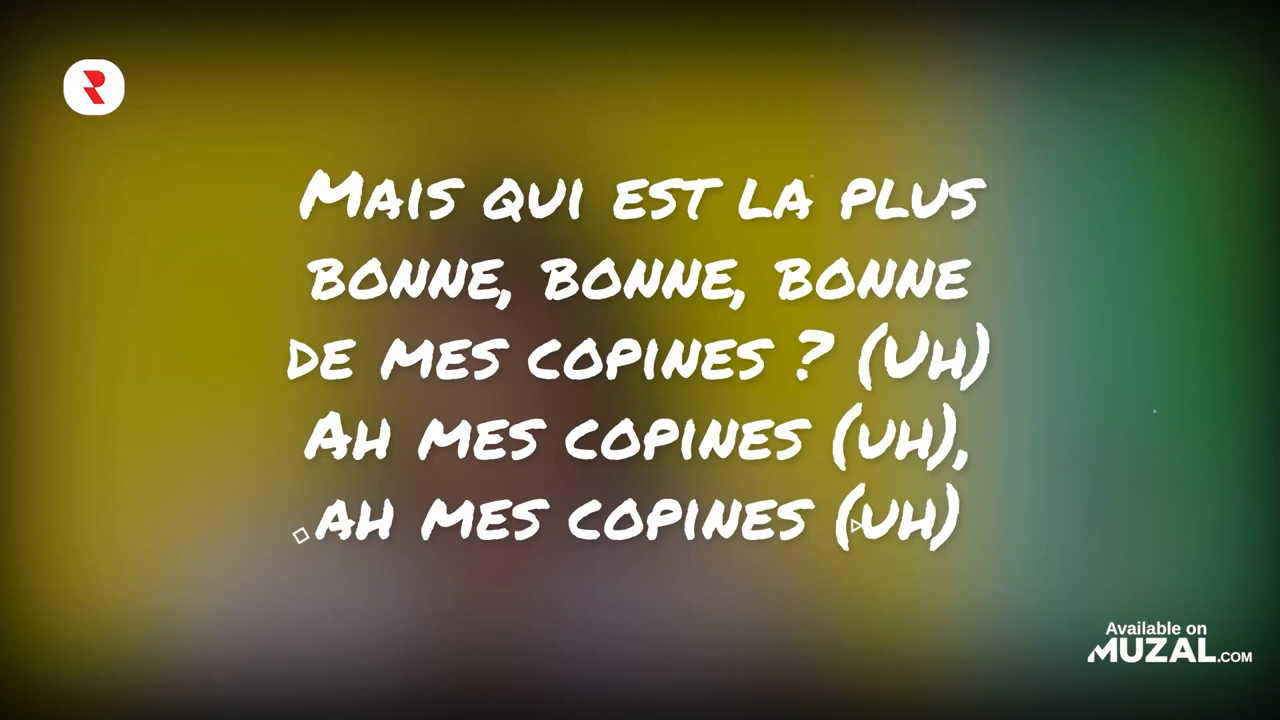 Mais qui est la plus
bonne, bonne, bonne
de mes copines ? (Uh)
Ah mes copines (uh),
ah mes copines (uh)
Available on
MUZAL.COM